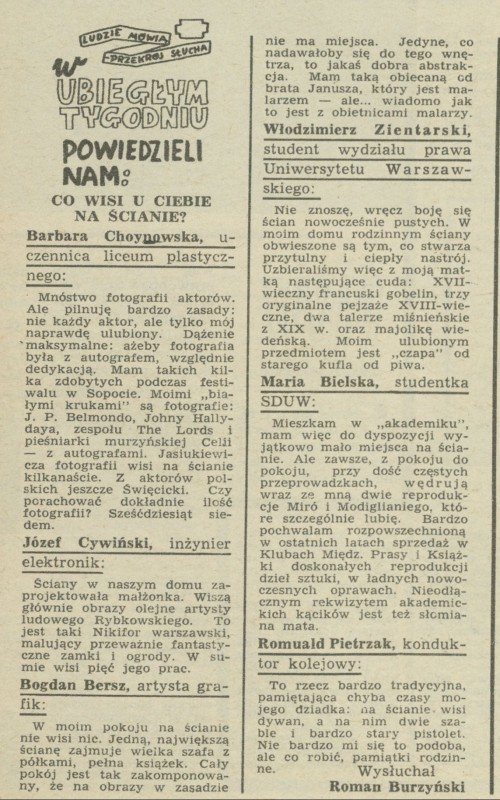 LUDZIE MÓWIĄ
-PRZEKRÓJ SŁUCHA
W
UBIEGŁYM
TYGODNIU
POWIEDZIELI
NAM:
CO WISI U CIEBIE
NA ŚCIANIE?
Barbara Choynowska, u-
czennica liceum plastycz-
nego:
Mnóstwo fotografii aktorów.
Ale pilnuję bardzo zasady:
nie każdy aktor, ale tylko mój
naprawdę ulubiony. Dążenie
maksymalne: ażeby fotografia
była z autografem, względnie
dedykacją. Mam takich kil-
ka zdobytych podczas festi-
walu w Sopocie. Moimi „bia-
łymi krukami” są fotografie:
J. P. Belmondo, Johny Hally-
daya, zespołu The Lords i
pieśniarki murzyńskiej Celii
— z autografami. Jasiukiewi-
cza fotografii wisi na ścianie
kilkanaście. Z aktorów pol-
skich jeszcze Święcicki. Czy
porachować dokładnie ilość
fotografii? Sześćdziesiąt sie-
dem.
Józef Cywiński, inżynier
elektronik:
Ściany w naszym domu za-
projektowała małżonka. Wiszą
głównie obrazy olejne artysty
ludowego Rybkowskiego. To
jest taki Nikifor warszawski,
malujący przeważnie fantasty-
czne zamki i ogrody. W su-
mie wisi pięć jego prac.
Bogdan Bersz, artysta gra-
fik:
W moim pokoju na ścianie
nie wisi nic. Jedną, największą
ścianę zajmuje wielka szafa z
półkami, pełna książek. Cały
pokój jest tak zakomponowa-
ny, że na obrazy w zasadzie
nie ma miejsca. Jedyne, co
nadawałoby się do tego wnę-
trza, to jakaś dobra abstrak-
cja. Mam taką obiecaną od
brata Janusza, który jest ma-
larzem — ale... wiadomo jak
to jest z obietnicami malarzy.
Włodzimierz Zientarski,
student wydziału prawa
Uniwersytetu Warszaw-
skiego:
Nie znoszę, wręcz boję się
ścian nowocześnie pustych. W
moim domu rodzinnym ściany
obwieszone są tym, co stwarza
przytulny i ciepły nastrój.
Uzbieraliśmy więc z moją mat-
ką następujące cuda: XVII-
wieczny francuski gobelin, trzy
oryginalne pejzaże XVIII-wie-
czne, dwa talerze miśnieńskie
z XIX w. oraz majolikę wie-
deńską. Moim ulubionym
przedmiotem jest „czapa” od
starego kufla od piwa.
Maria Bielska, studentka
SDUW:
Mieszkam w „akademiku”,
mam więc do dyspozycji wy-
jątkowo mało miejsca na ścia-
nie. Ale zawsze, z pokoju do
pokoju, przy dość częstych
przeprowadzkach, wędrują
wraz ze mną dwie reproduk-
cje Miró i Modiglianiego, któ-
re szczególnie lubię. Bardzo
pochwalam rozpowszechnioną
w ostatnich latach sprzedaż w
Klubach Międz. Prasy i Książ-
ki doskonałych reprodukcji
dzieł sztuki, w ładnych nowo-
czesnych oprawach. Nieodłą-
cznym rekwizytem akademic-
kich kącików jest też słomia-
na mata.
Romuald Pietrzak, konduk-
tor kolejowy:
To rzecz bardzo tradycyjna,
pamiętająca chyba czasy mo-
jego dziadka: na ścianie wisi
dywan, a na nim dwie sza-
ble i bardzo stary pistolet.
Nie bardzo mi się to podoba,
ale co robić, pamiątki rodzin-
ne.
Wysłuchał
Roman Burzyński